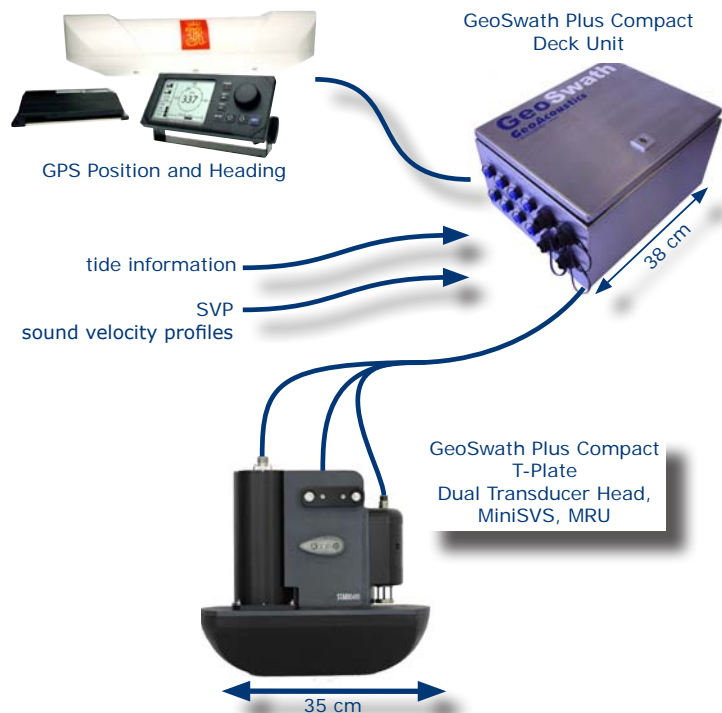 GeoSwath Plus Compact
Deck Unit
337
GeoSwath
GeoAcoustics
GPS Position and Heading
38 cm
tide information
SVP
sound velocity profiles
GeoSwath Plus Compact
T-Plate
Dual Transducer Head,
MiniSVS, MRU
35 cm